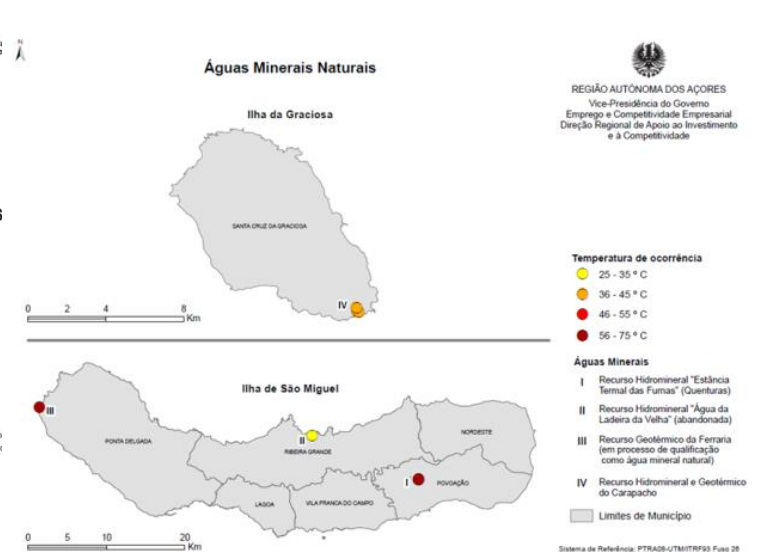 N
Águas Minerais Naturais
REGIÃO AUTÓNOMA DOS AÇORES
Vice-Presidência do Governo
Emprego e Competitividade Empresarial
Direção Regional de Apoio ao Investimento
e à Competitividade
Ilha da Graciosa
SANTA CRUZ DA GRACIOSA
IV
0 2 4 8
Km
Temperatura de ocorrência
25 - 35 º C
36 - 45 º C
46 - 55 º C
56 - 75 º C
Águas Minerais
I Recurso Hidromineral "Estância
Termal das Furnas" (Quenturas)
II Recurso Hidromineral "Água da
Ladeira da Velha" (abandonada)
III Recurso Geotérmico da Ferraria
(em processo de qualificação
como água mineral natural)
IV Recurso Hidromineral e Geotérmico
do Carapacho
Limites de Município
Ilha de São Miguel
III
PONTA DELGADA
II
RIBEIRA GRANDE
NORDESTE
I
POVOAÇÃO
LAGOA
VILA FRANCA DO CAMPO
0 5 10 20
Km
Sistema de Referência: PTRA08-UTM/ITRF93 Fuso 26